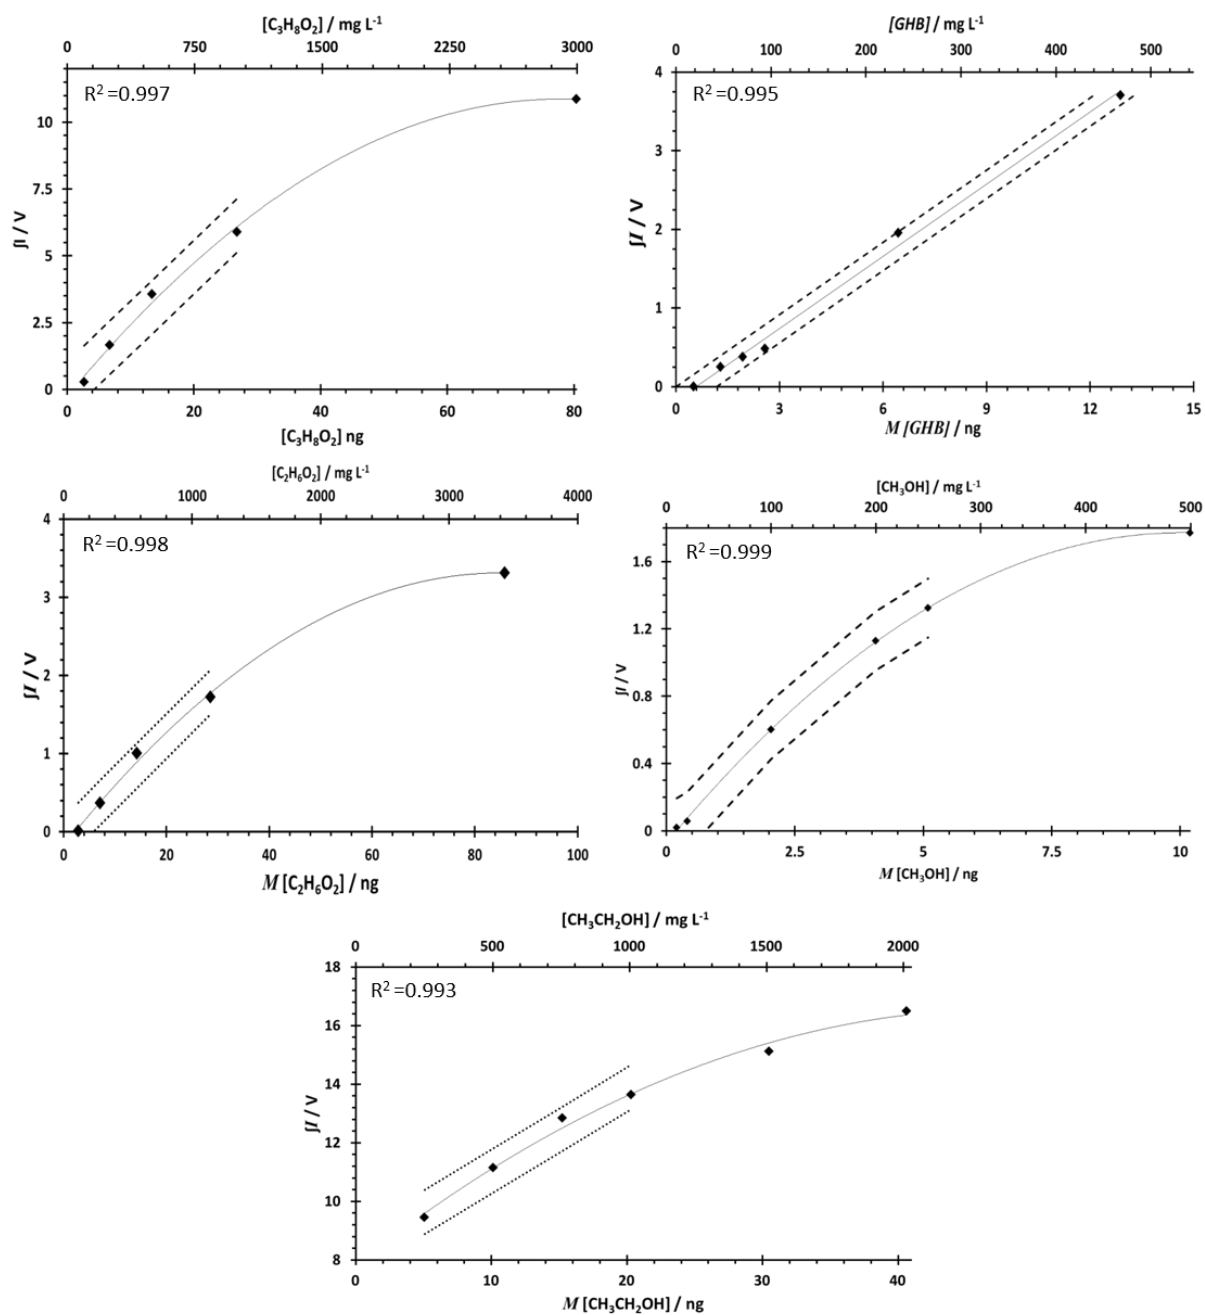 [C₃H₈O₂] / mg L⁻¹
0 750 1500 2250 3000
R² =0.997
10
7.5
5
2.5
0
∫I / V
0 20 40 60 80
[C₃H₈O₂] ng
[GHB] / mg L⁻¹
0 100 200 300 400 500
R² =0.995
4
3
2
1
0
∫I / V
0 3 6 9 12 15
M [GHB] / ng
[C₂H₆O₂] / mg L⁻¹
0 1000 2000 3000 4000
R² =0.998
4
3
2
1
0
∫I / V
0 20 40 60 80 100
M [C₂H₆O₂] / ng
[CH₃OH] / mg L⁻¹
0 100 200 300 400 500
R² =0.999
1.6
1.2
0.8
0.4
0
∫I / V
0 2.5 5 7.5 10
M [CH₃OH] / ng
[CH₃CH₂OH] / mg L⁻¹
0 500 1000 1500 2000
R² =0.993
18
16
14
12
10
8
∫I / V
0 10 20 30 40
M [CH₃CH₂OH] / ng